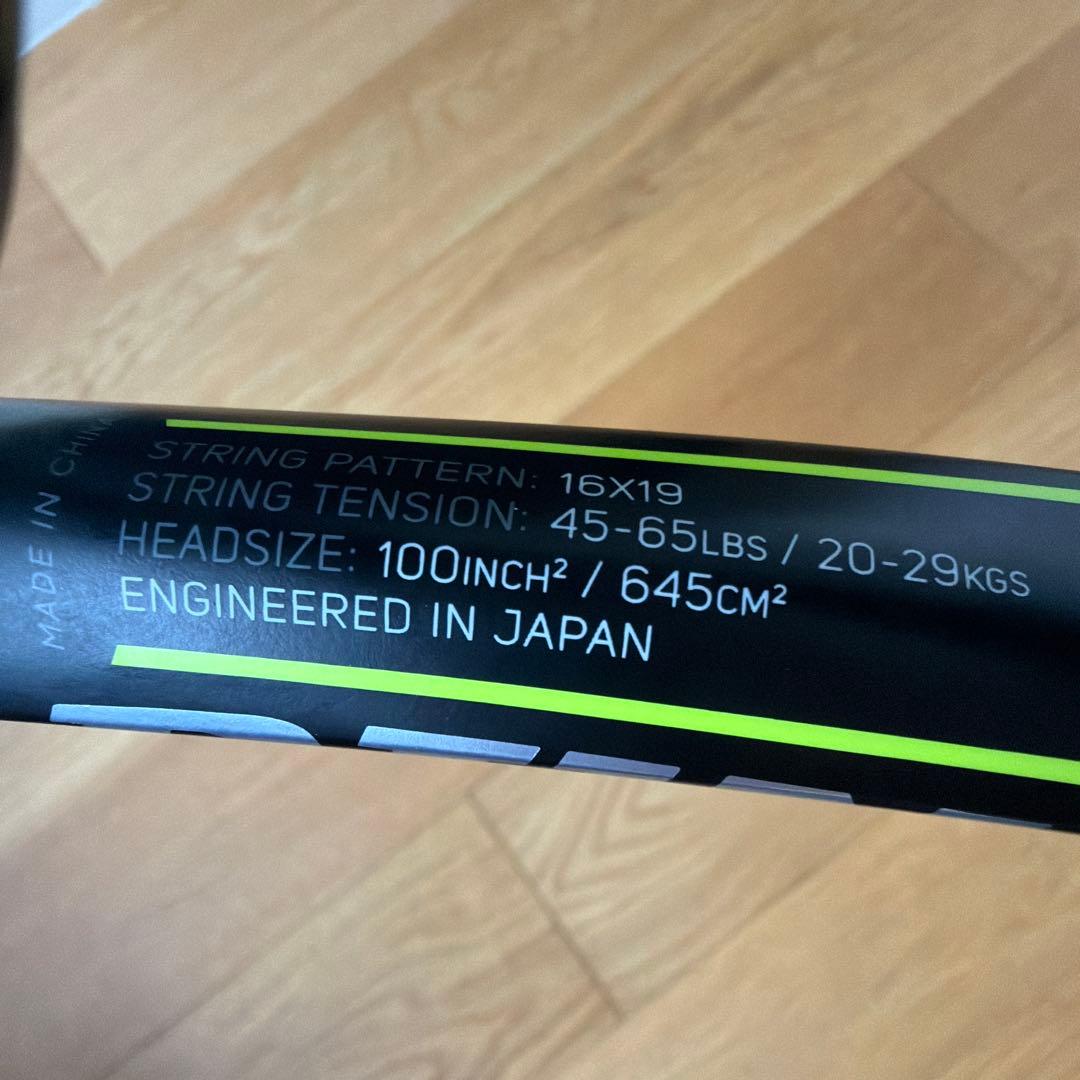 MADE IN CHINA
STRING PATTERN: 16X19
STRING TENSION: 45-65LBS / 20-29KGS
HEADSIZE: 100INCH² / 645CM²
ENGINEERED IN JAPAN